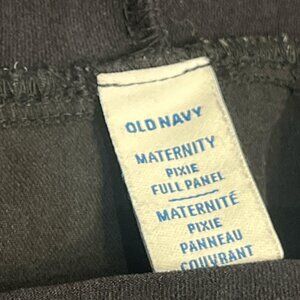 OLD NAVY
MATERNITY
PIXIE
FULL PANEL
MATERNITÉ
PIXIE
PANNEAU
COUVRANT